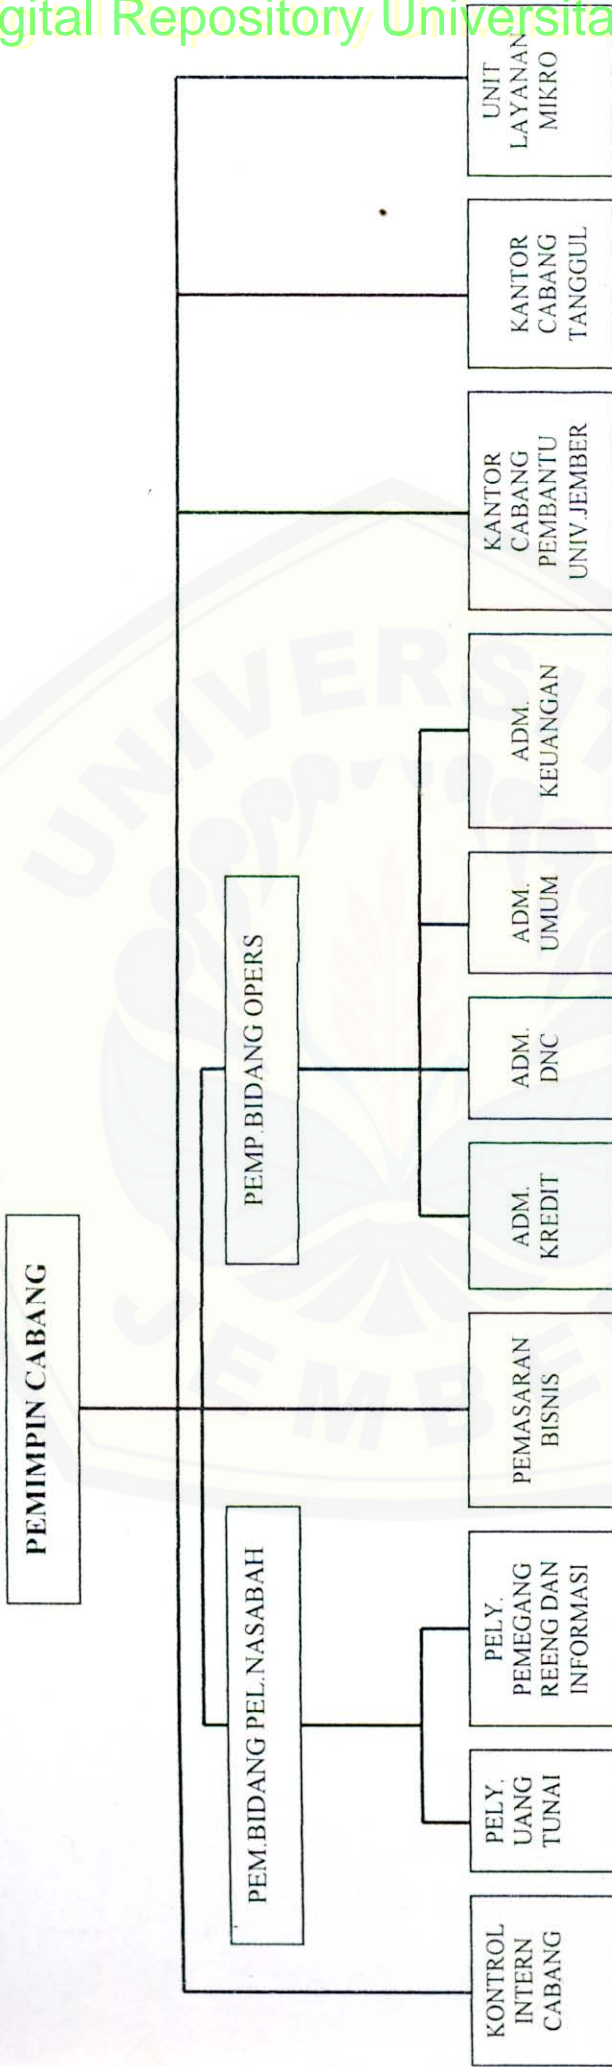 gital Repository Universita
PEMIMPIN CABANG
PEM.BIDANG PEL.NASABAH
PEMP.BIDANG OPERS
KONTROL
INTERN
CABANG
PELY.
UANG
TUNAI
PELY.
PEMEGANG
REENG DAN
INFORMASI
PEMASARAN
BISNIS
ADM.
KREDIT
ADM.
DNC
ADM.
UMUM
ADM.
KEUANGAN
KANTOR
CABANG
PEMBANTU
UNIV.JEMBER
KANTOR
CABANG
TANGGUL
UNIT
LAYANAN
MIKRO
UNIVERSIT
JEMBE